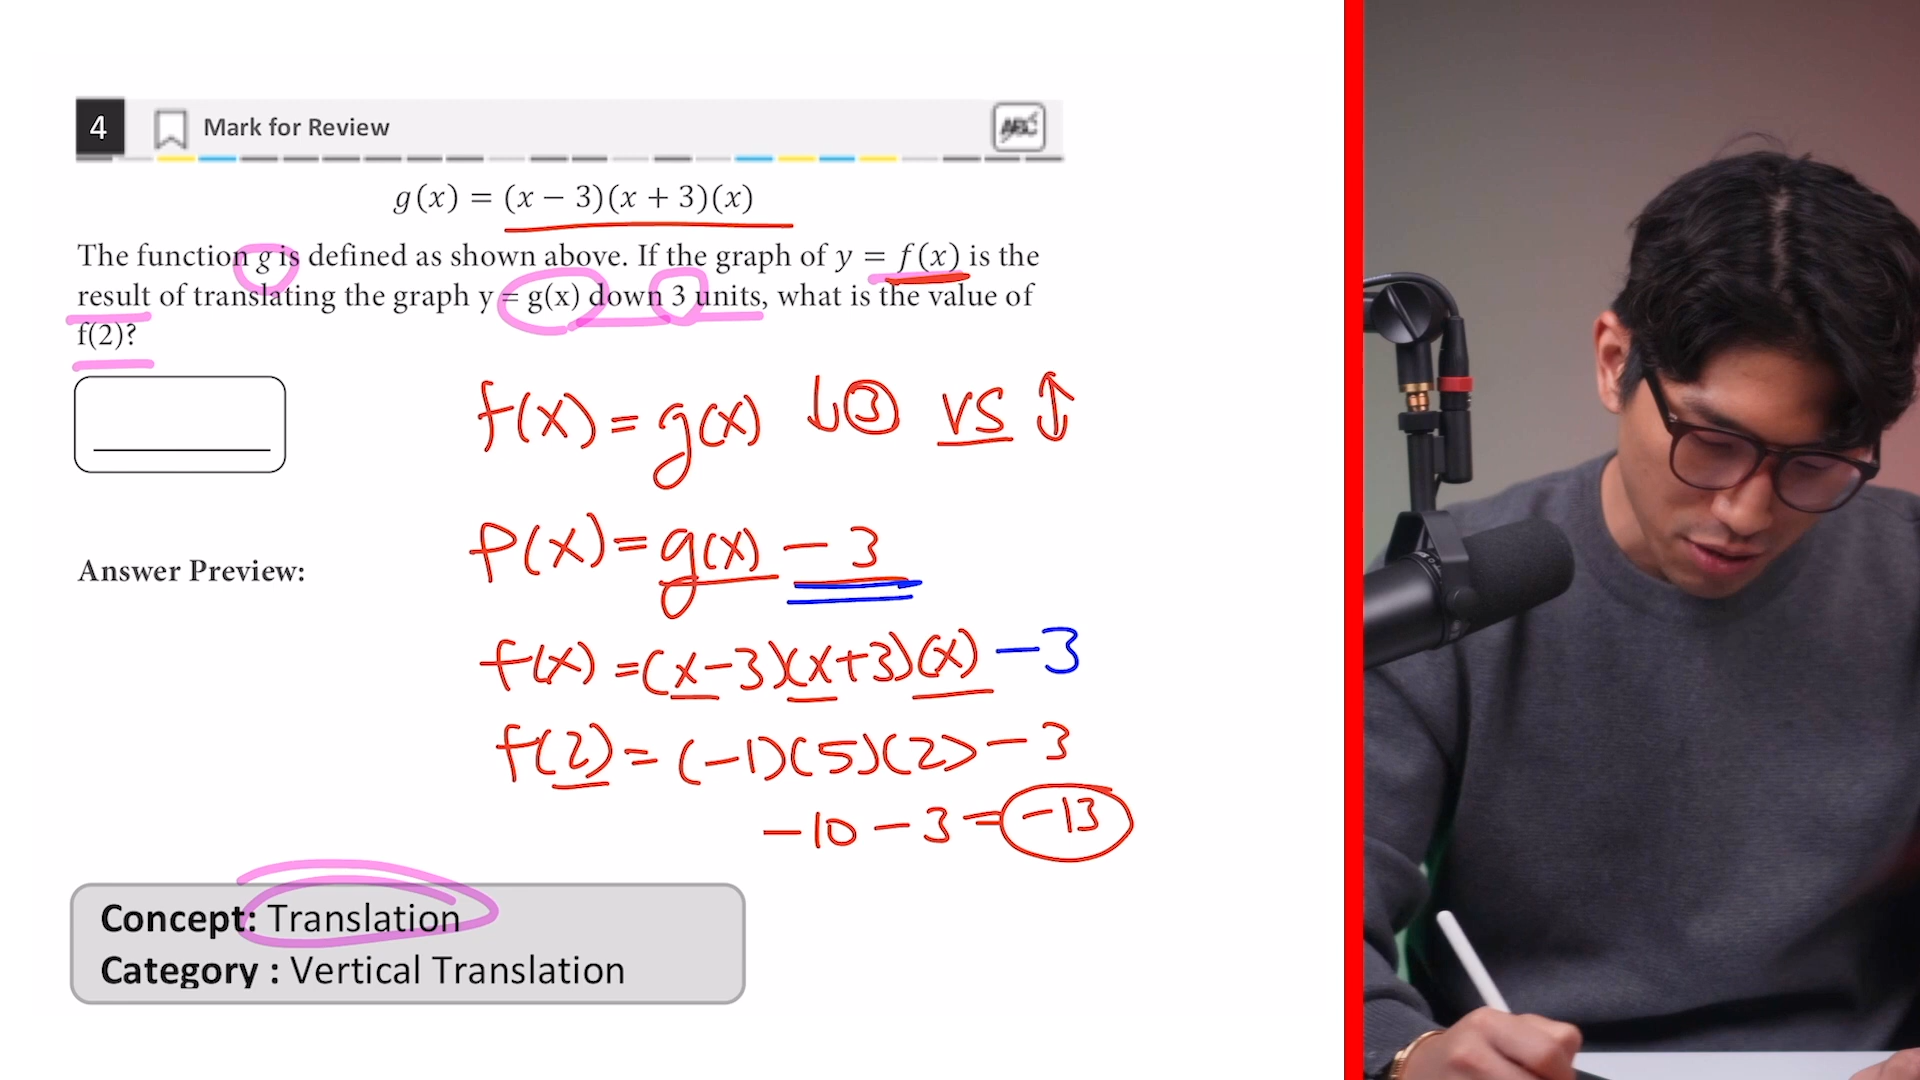 4 Mark for Review ABC
g(x) = (x − 3)(x + 3)(x)
The function g is defined as shown above. If the graph of y = f(x) is the
result of translating the graph y = g(x) down 3 units, what is the value of
f(2)?
f(x) = g(x) ↓③ vs ↕
f(x) = g(x) − 3
f(x) = (x−3)(x+3)(x) − 3
Answer Preview:
f(2) = (−1)(5)(2) − 3
−10 − 3 = −13
Concept: Translation
Category : Vertical Translation